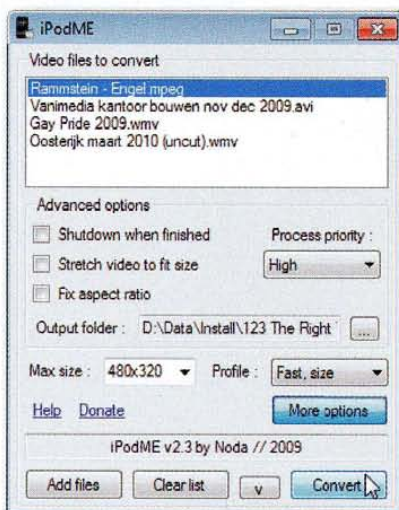 iPodME
Video files to convert
Rammstein - Engel.mpeg
Vanimedia kantoor bouwen nov dec 2009.avi
Gay Pride 2009.wmv
Oosterijk maart 2010 (uncut).wmv
Advanced options
Shutdown when finished
Process priority :
Stretch video to fit size
High
Fix aspect ratio
Output folder : D:\Data\Install\123 The Right ...
Max size : 480x320 Profile : Fast, size
Help Donate More options
iPodME v2.3 by Noda // 2009
Add files Clear list v Convert